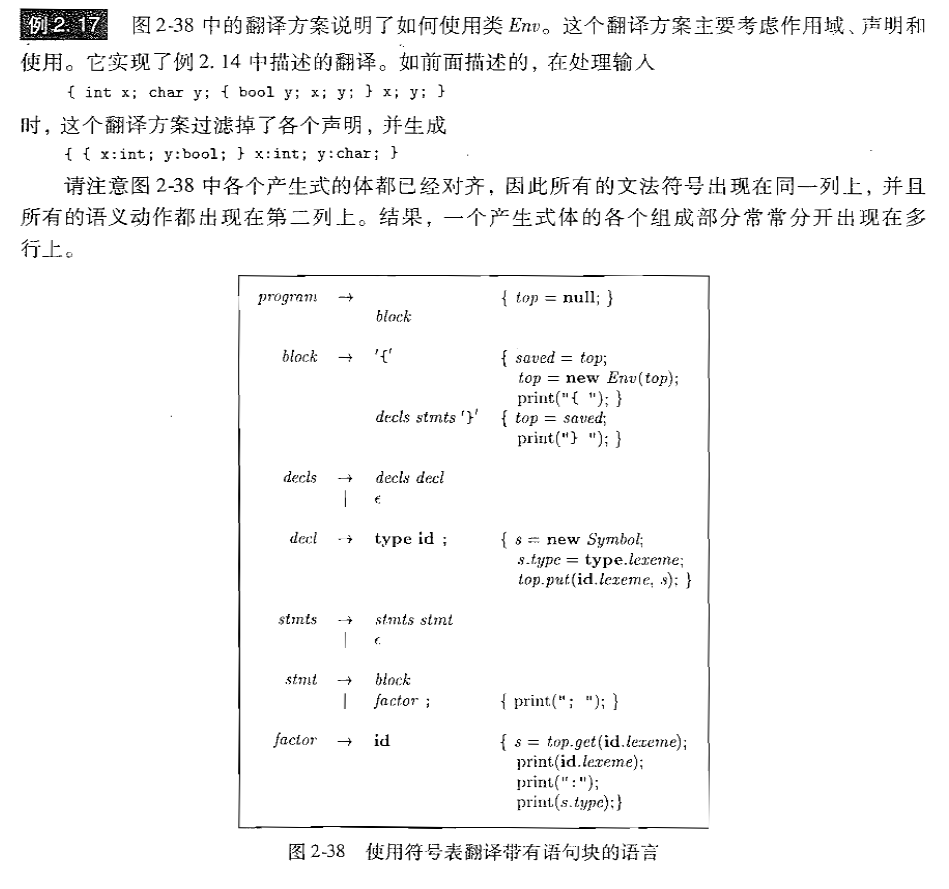 例2.17 图2-38 中的翻译方案说明了如何使用类 Env。这个翻译方案主要考虑作用域、声明和
使用。它实现了例2.14 中描述的翻译。如前面描述的, 在处理输入
{ int x; char y; { bool y; x; y; } x; y; }
时, 这个翻译方案过滤掉了各个声明, 并生成
{ { x:int; y:bool; } x:int; y:char; }
请注意图2-38 中各个产生式的体都已经对齐, 因此所有的文法符号出现在同一列上, 并且
所有的语义动作都出现在第二列上。结果, 一个产生式体的各个组成部分常常分开出现在多
行上。
program → { top = null; }
block
block → '{' { saved = top;
top = new Env(top);
print("{ "); }
decls stmts '}' { top = saved;
print("} "); }
decls → decls decl
| ϵ
decl → type id ; { s = new Symbol;
s.type = type.lexeme;
top.put(id.lexeme, s); }
stmts → stmts stmt
| ϵ
stmt → block
| factor ; { print("; "); }
factor → id { s = top.get(id.lexeme);
print(id.lexeme);
print(":");
print(s.type);}
图 2-38 使用符号表翻译带有语句块的语言